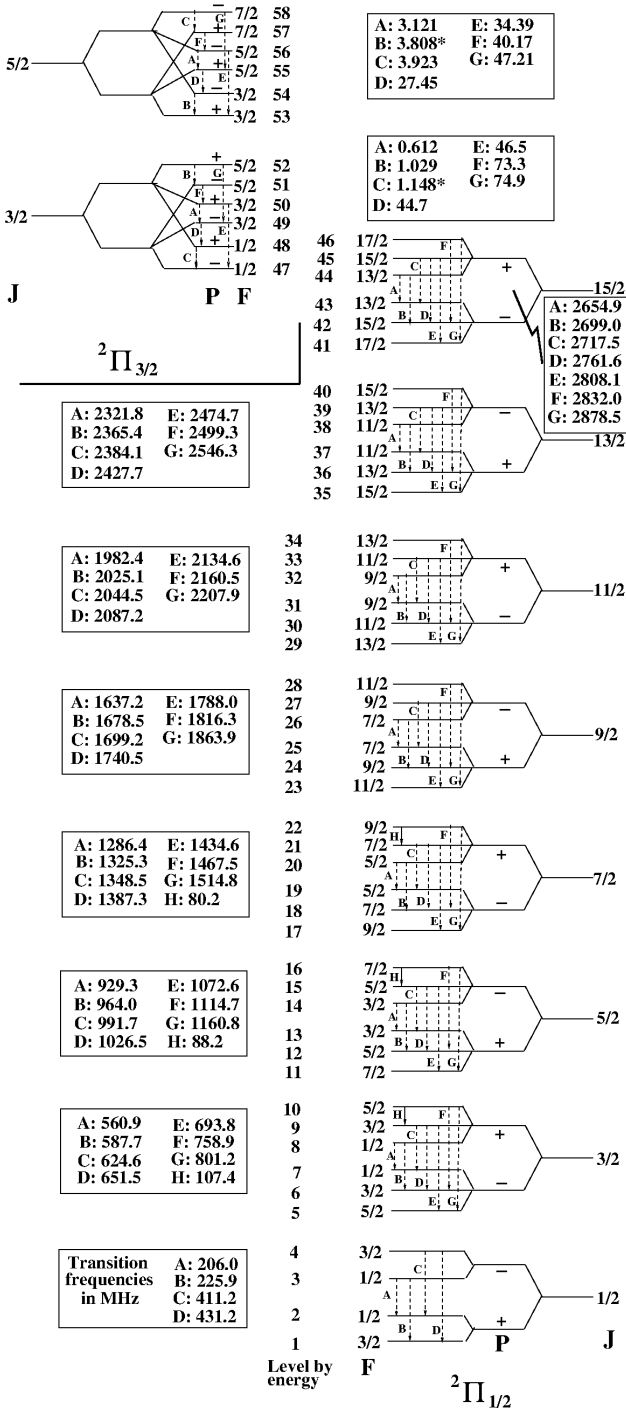 − 7/2 58
C + 7/2 57
F − 5/2 56
A G
5/2 + 5/2 55
D E
− 3/2 54
B
+ 3/2 53
A: 3.121 E: 34.39
B: 3.808* F: 40.17
C: 3.923 G: 47.21
D: 27.45
+ 5/2 52
B G
− 5/2 51
F
+ 3/2 50
3/2 A
− 3/2 49
D E
+ 1/2 48
C
− 1/2 47
J P F
²Π3/2
A: 0.612 E: 46.5
B: 1.029 F: 73.3
C: 1.148* G: 74.9
D: 44.7
46 17/2 F
45 15/2 C +
44 13/2 A
15/2
43 13/2
42 15/2 B D −
41 17/2 E G
A: 2654.9
B: 2699.0
C: 2717.5
D: 2761.6
E: 2808.1
F: 2832.0
G: 2878.5
40 15/2 F
39 13/2 C −
38 11/2 A
13/2
37 11/2
36 13/2 B D +
35 15/2 E G
A: 2321.8 E: 2474.7
B: 2365.4 F: 2499.3
C: 2384.1 G: 2546.3
D: 2427.7
34 13/2 F
33 11/2 C +
32 9/2 A
11/2
31 9/2
30 11/2 B D −
29 13/2 E G
A: 1982.4 E: 2134.6
B: 2025.1 F: 2160.5
C: 2044.5 G: 2207.9
D: 2087.2
28 11/2 F
27 9/2 C −
26 7/2 A
9/2
25 7/2
24 9/2 B D +
23 11/2 E G
A: 1637.2 E: 1788.0
B: 1678.5 F: 1816.3
C: 1699.2 G: 1863.9
D: 1740.5
22 9/2 H F
21 7/2 C +
20 5/2 A
7/2
19 5/2
18 7/2 B D −
17 9/2 E G
A: 1286.4 E: 1434.6
B: 1325.3 F: 1467.5
C: 1348.5 G: 1514.8
D: 1387.3 H: 80.2
16 7/2 H F
15 5/2 C −
14 3/2 A
5/2
13 3/2
12 5/2 B D +
11 7/2 E G
A: 929.3 E: 1072.6
B: 964.0 F: 1114.7
C: 991.7 G: 1160.8
D: 1026.5 H: 88.2
10 5/2 H F
9 3/2 C +
8 1/2 A
3/2
7 1/2
6 3/2 B D −
5 5/2 E G
A: 560.9 E: 693.8
B: 587.7 F: 758.9
C: 624.6 G: 801.2
D: 651.5 H: 107.4
4 3/2 C
3 1/2 −
A
1/2
2 1/2
B D +
1 3/2
Transition A: 206.0
frequencies B: 225.9
in MHz C: 411.2
D: 431.2
Level by
energy
F P J
²Π1/2